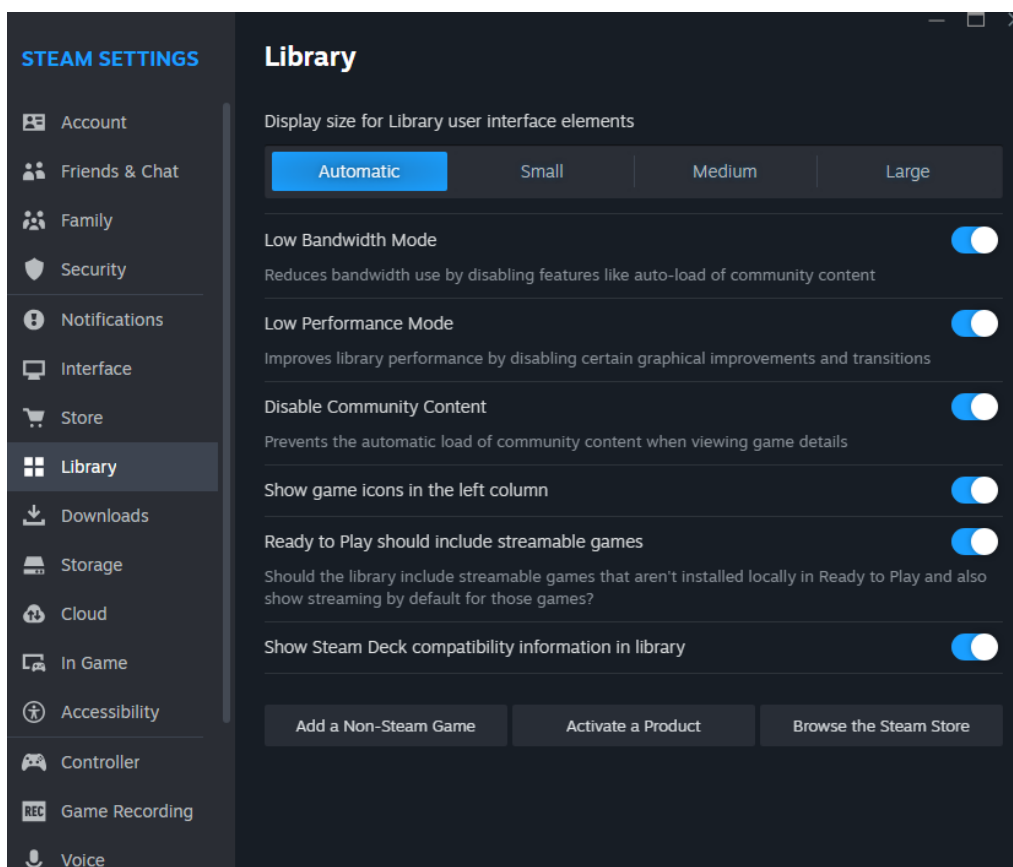 STEAM SETTINGS
Account
Friends & Chat
Family
Security
Notifications
Interface
Store
Library
Downloads
Storage
Cloud
In Game
Accessibility
Controller
REC
Game Recording
Voice
Library
Display size for Library user interface elements
Automatic
Small
Medium
Large
Low Bandwidth Mode
Reduces bandwidth use by disabling features like auto-load of community content
Low Performance Mode
Improves library performance by disabling certain graphical improvements and transitions
Disable Community Content
Prevents the automatic load of community content when viewing game details
Show game icons in the left column
Ready to Play should include streamable games
Should the library include streamable games that aren't installed locally in Ready to Play and also
show streaming by default for those games?
Show Steam Deck compatibility information in library
Add a Non-Steam Game
Activate a Product
Browse the Steam Store